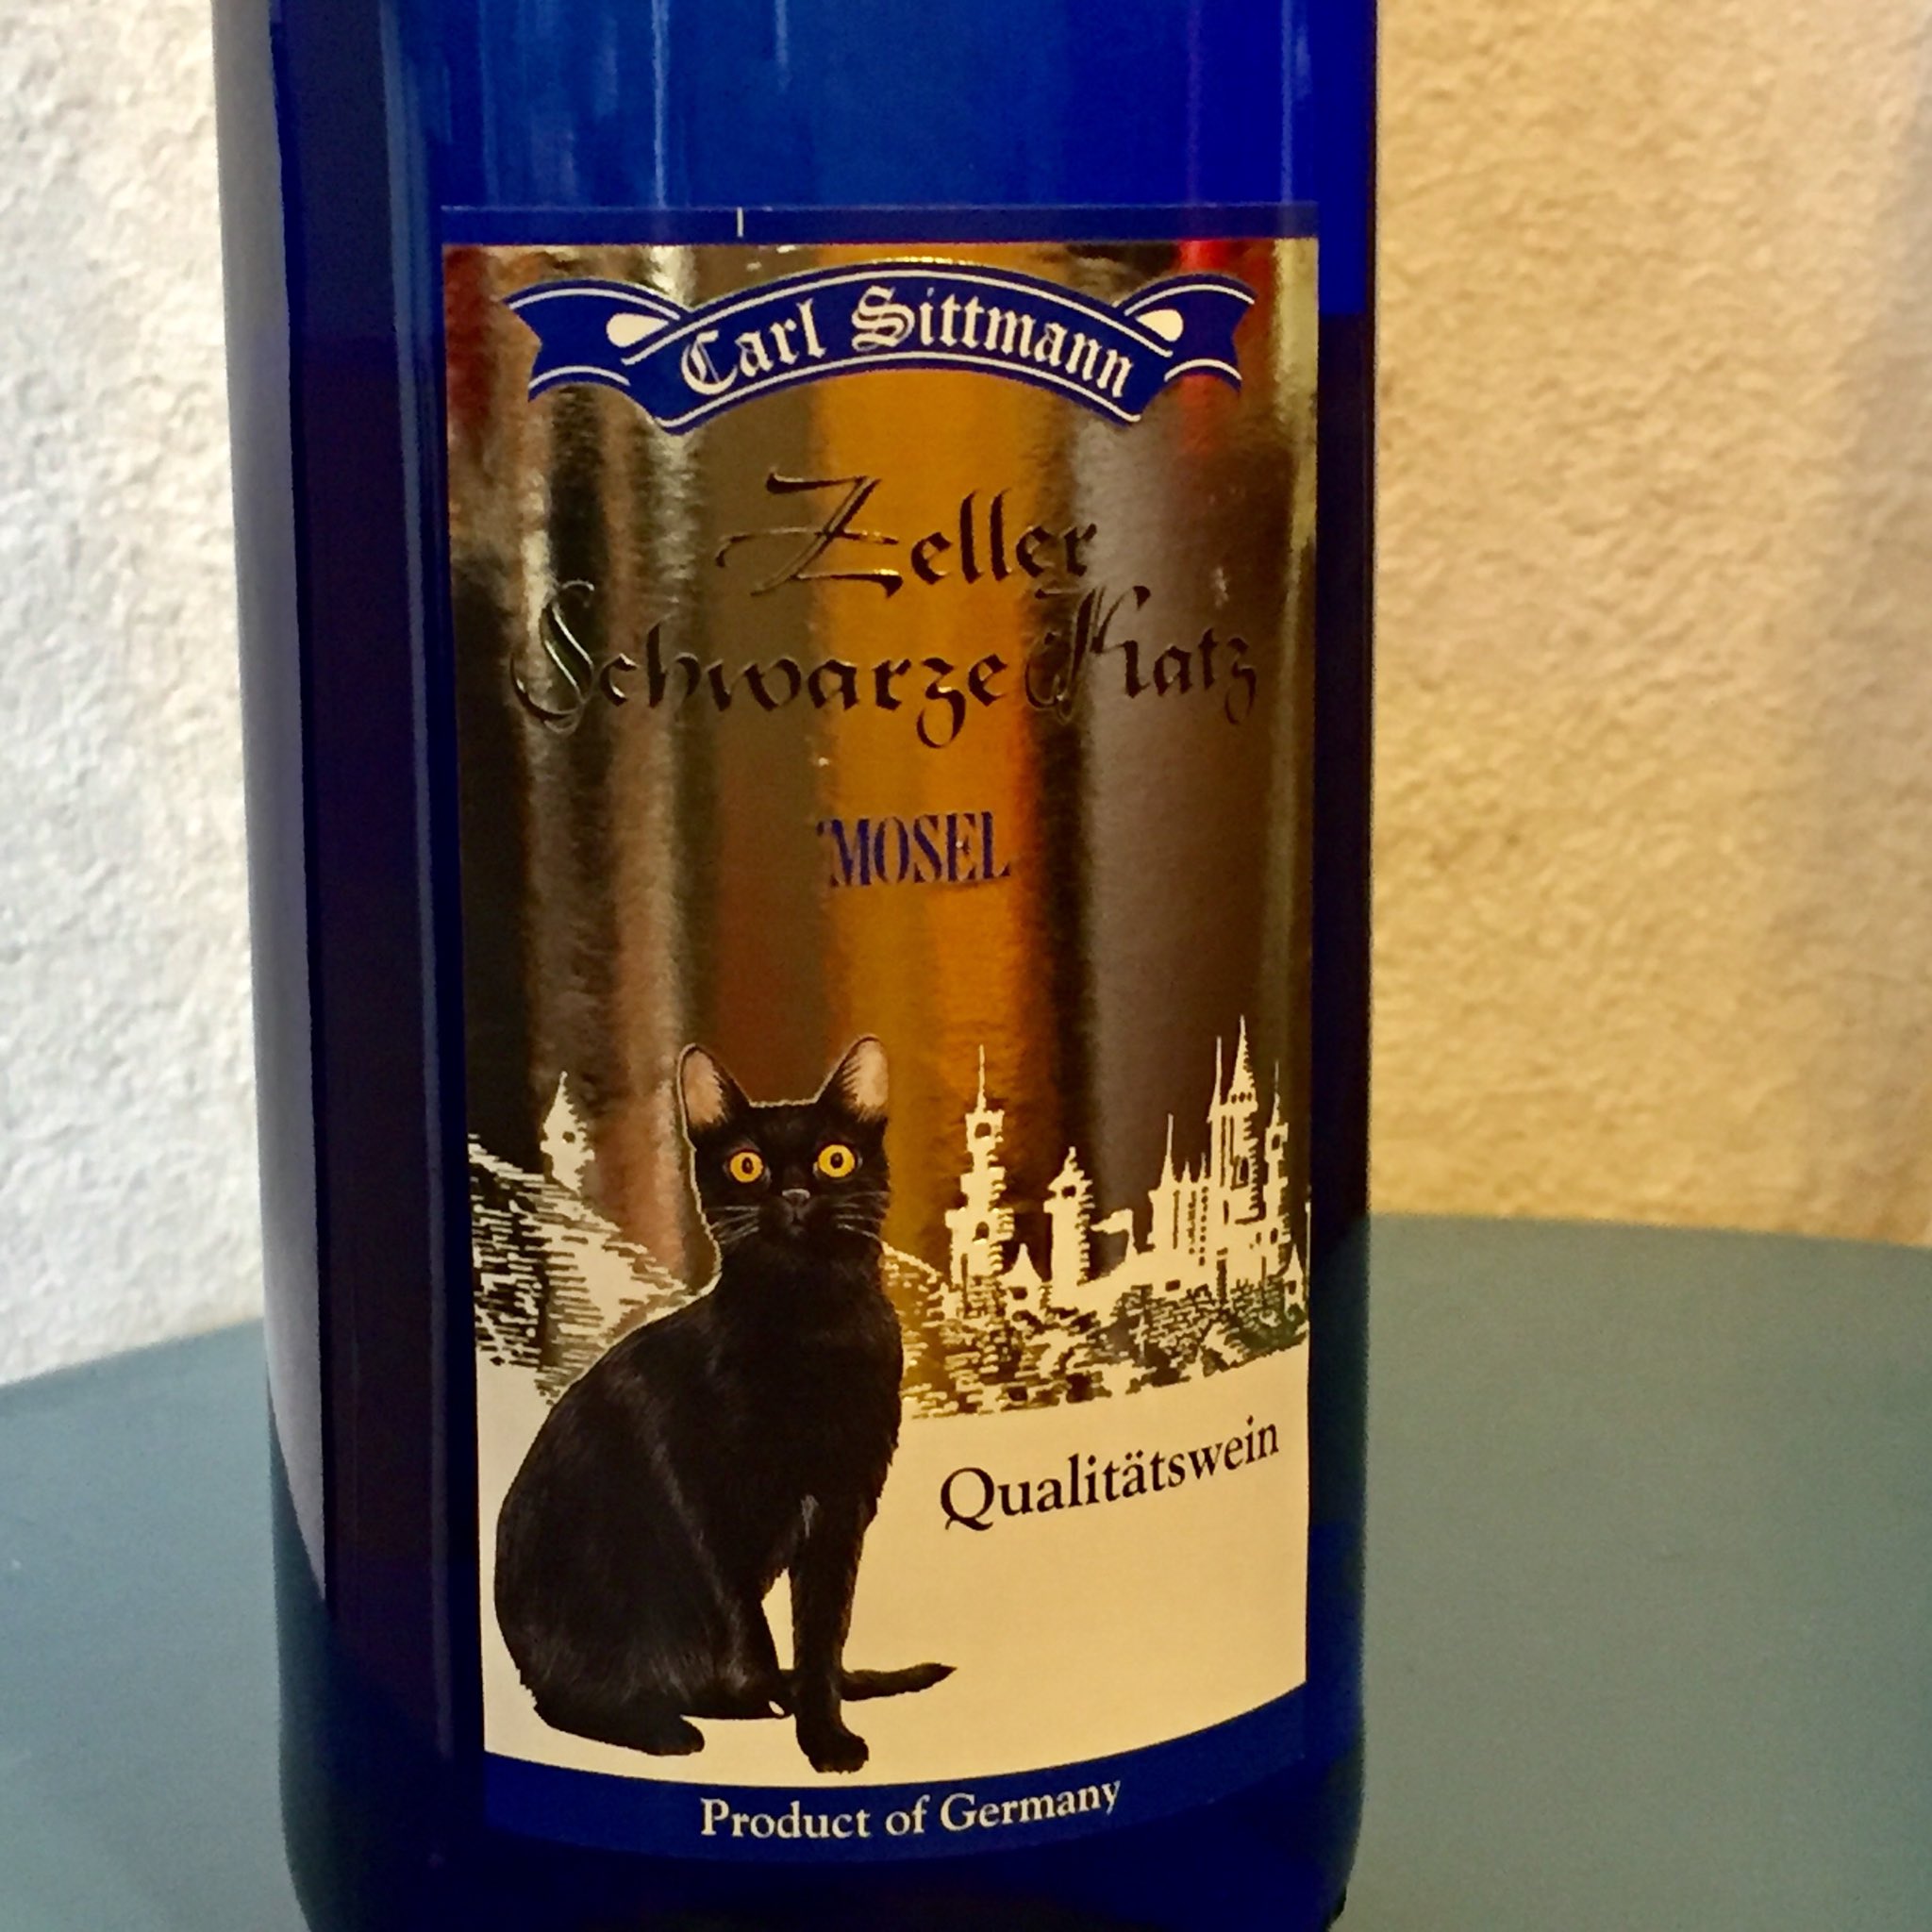 Carl Sittmann
Zeller
Schwarze Katz
MOSEL
Qualitätswein
Product of Germany